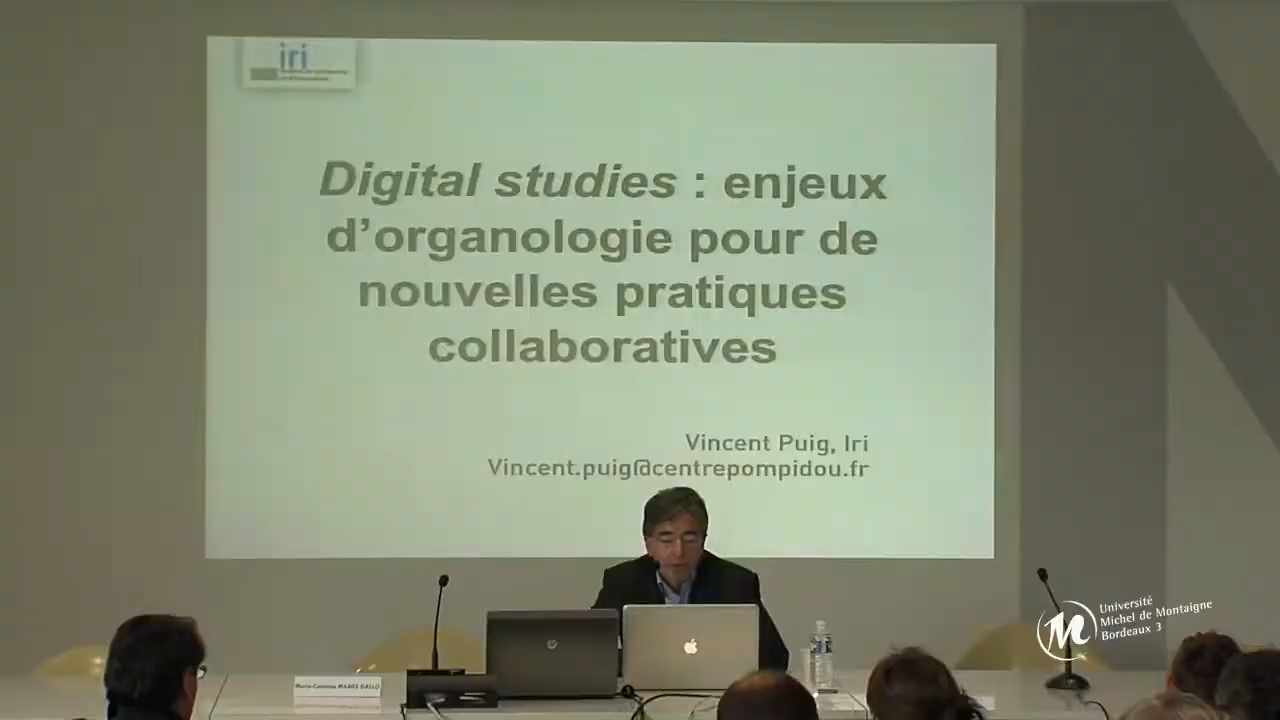 iri
Digital studies : enjeux
d'organologie pour de
nouvelles pratiques
collaboratives
Vincent Puig, Iri
Vincent.puig@centrepompidou.fr
hp
Université
Michel de Montaigne
Bordeaux 3